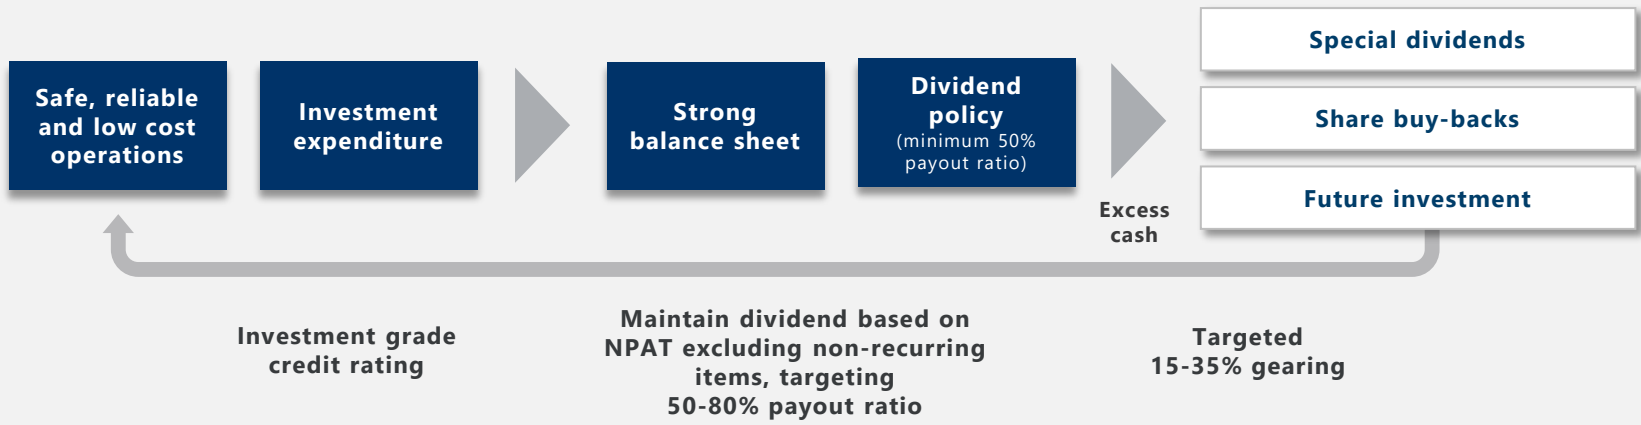 Safe, reliable
and low cost
operations
Investment
expenditure
Strong
balance sheet
Dividend
policy
(minimum 50%
payout ratio)
Excess
cash
Special dividends
Share buy-backs
Future investment
Investment grade
credit rating
Maintain dividend based on
NPAT excluding non-recurring
items, targeting
50-80% payout ratio
Targeted
15-35% gearing